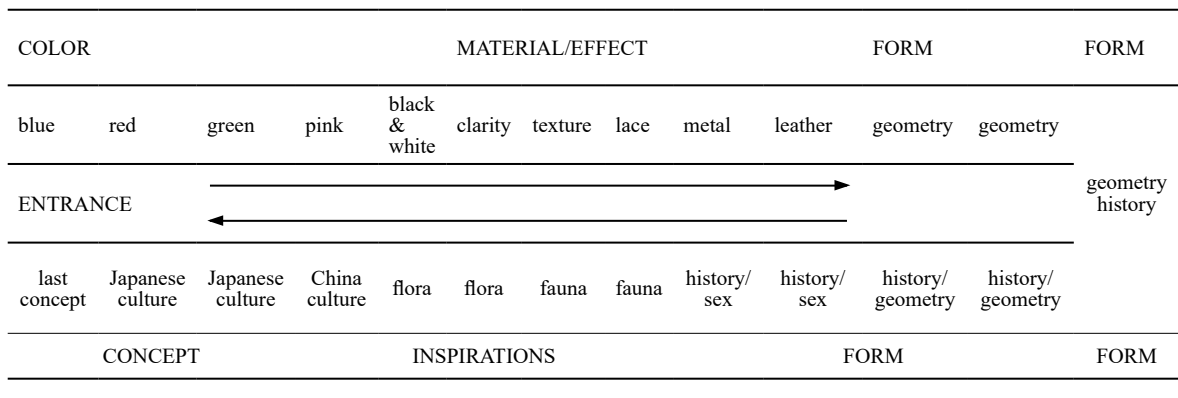 COLOR MATERIAL/EFFECT FORM FORM
blue red green pink black & white clarity texture lace metal leather geometry geometry
ENTRANCE
geometry history
last concept Japanese culture Japanese culture China culture flora flora fauna fauna history/ sex history/ sex history/ geometry history/ geometry
CONCEPT INSPIRATIONS FORM FORM